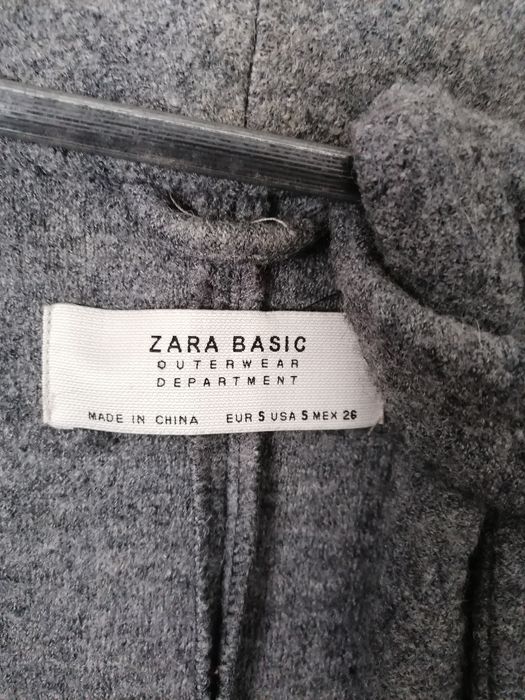 ZARA BASIC
OUTERWEAR
DEPARTMENT
MADE IN CHINA EUR S USA S MEX 26